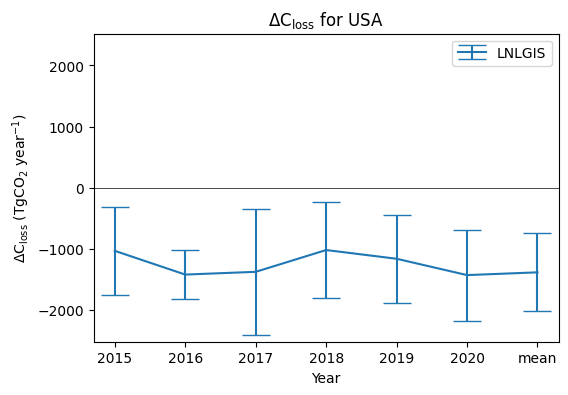 ΔC_loss for USA
LNLGIS
2000
1000
0
−1000
−2000
ΔC_loss (TgCO₂ year⁻¹)
2015 2016 2017 2018 2019 2020 mean
Year